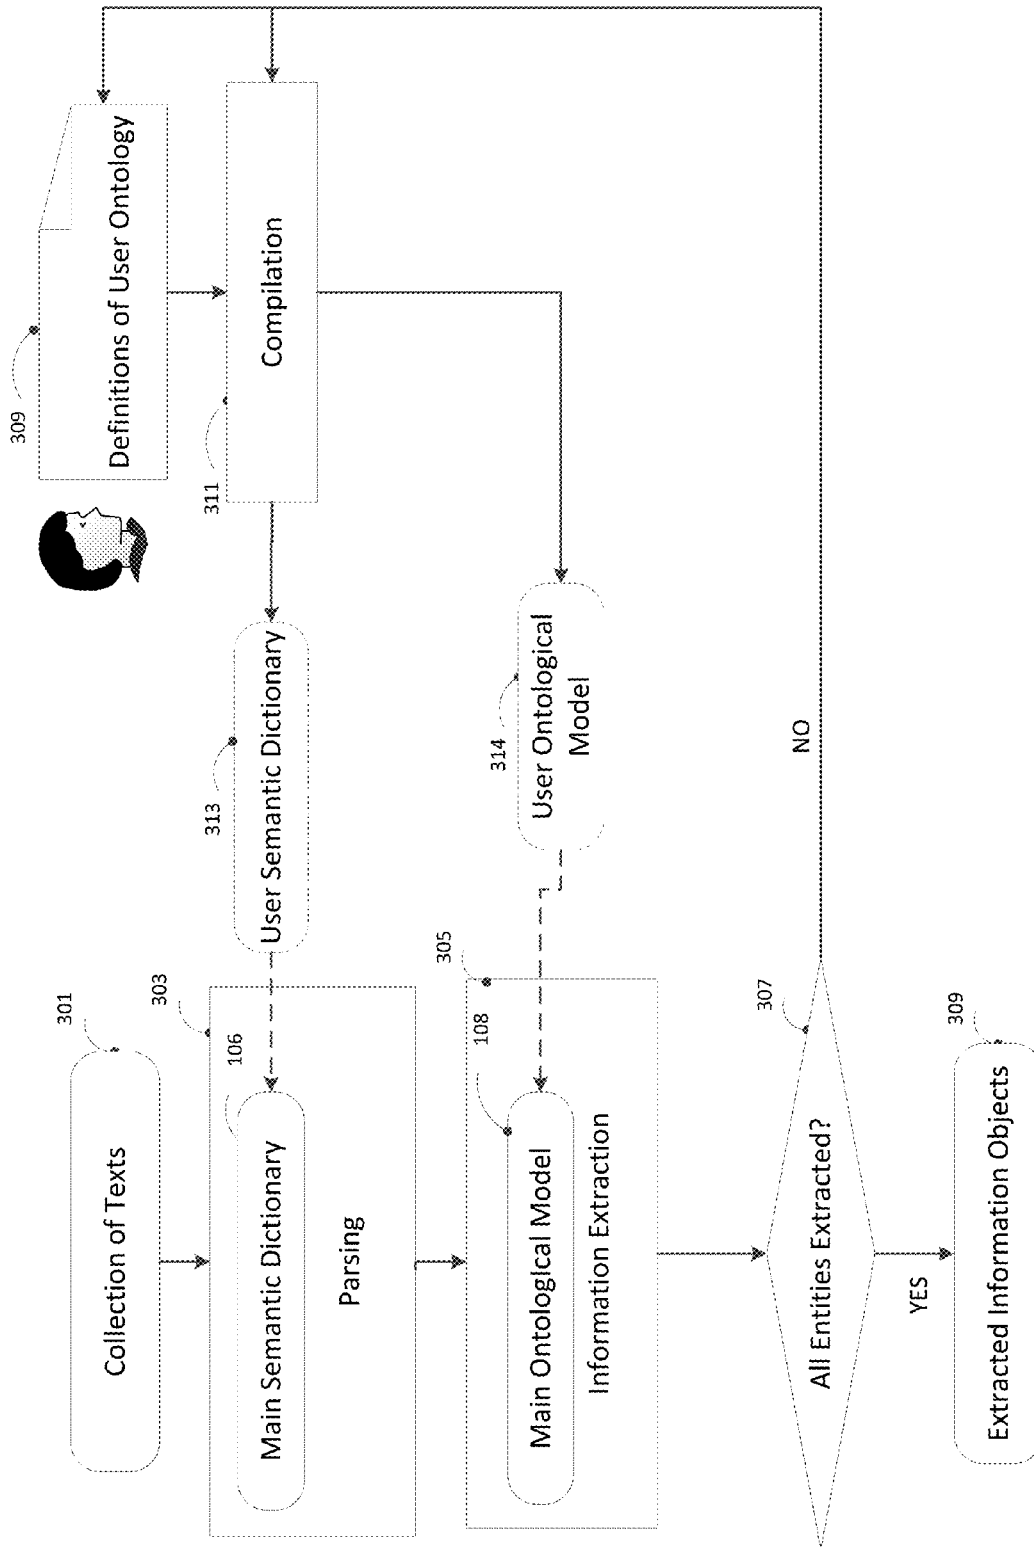 301
Collection of Texts
303
106
Main Semantic Dictionary
Parsing
305
108
Main Ontological Model
Information Extraction
307
All Entities Extracted?
NO
YES
309
Extracted Information Objects
313
User Semantic Dictionary
314
User Ontological
Model
309
Definitions of User Ontology
311
Compilation